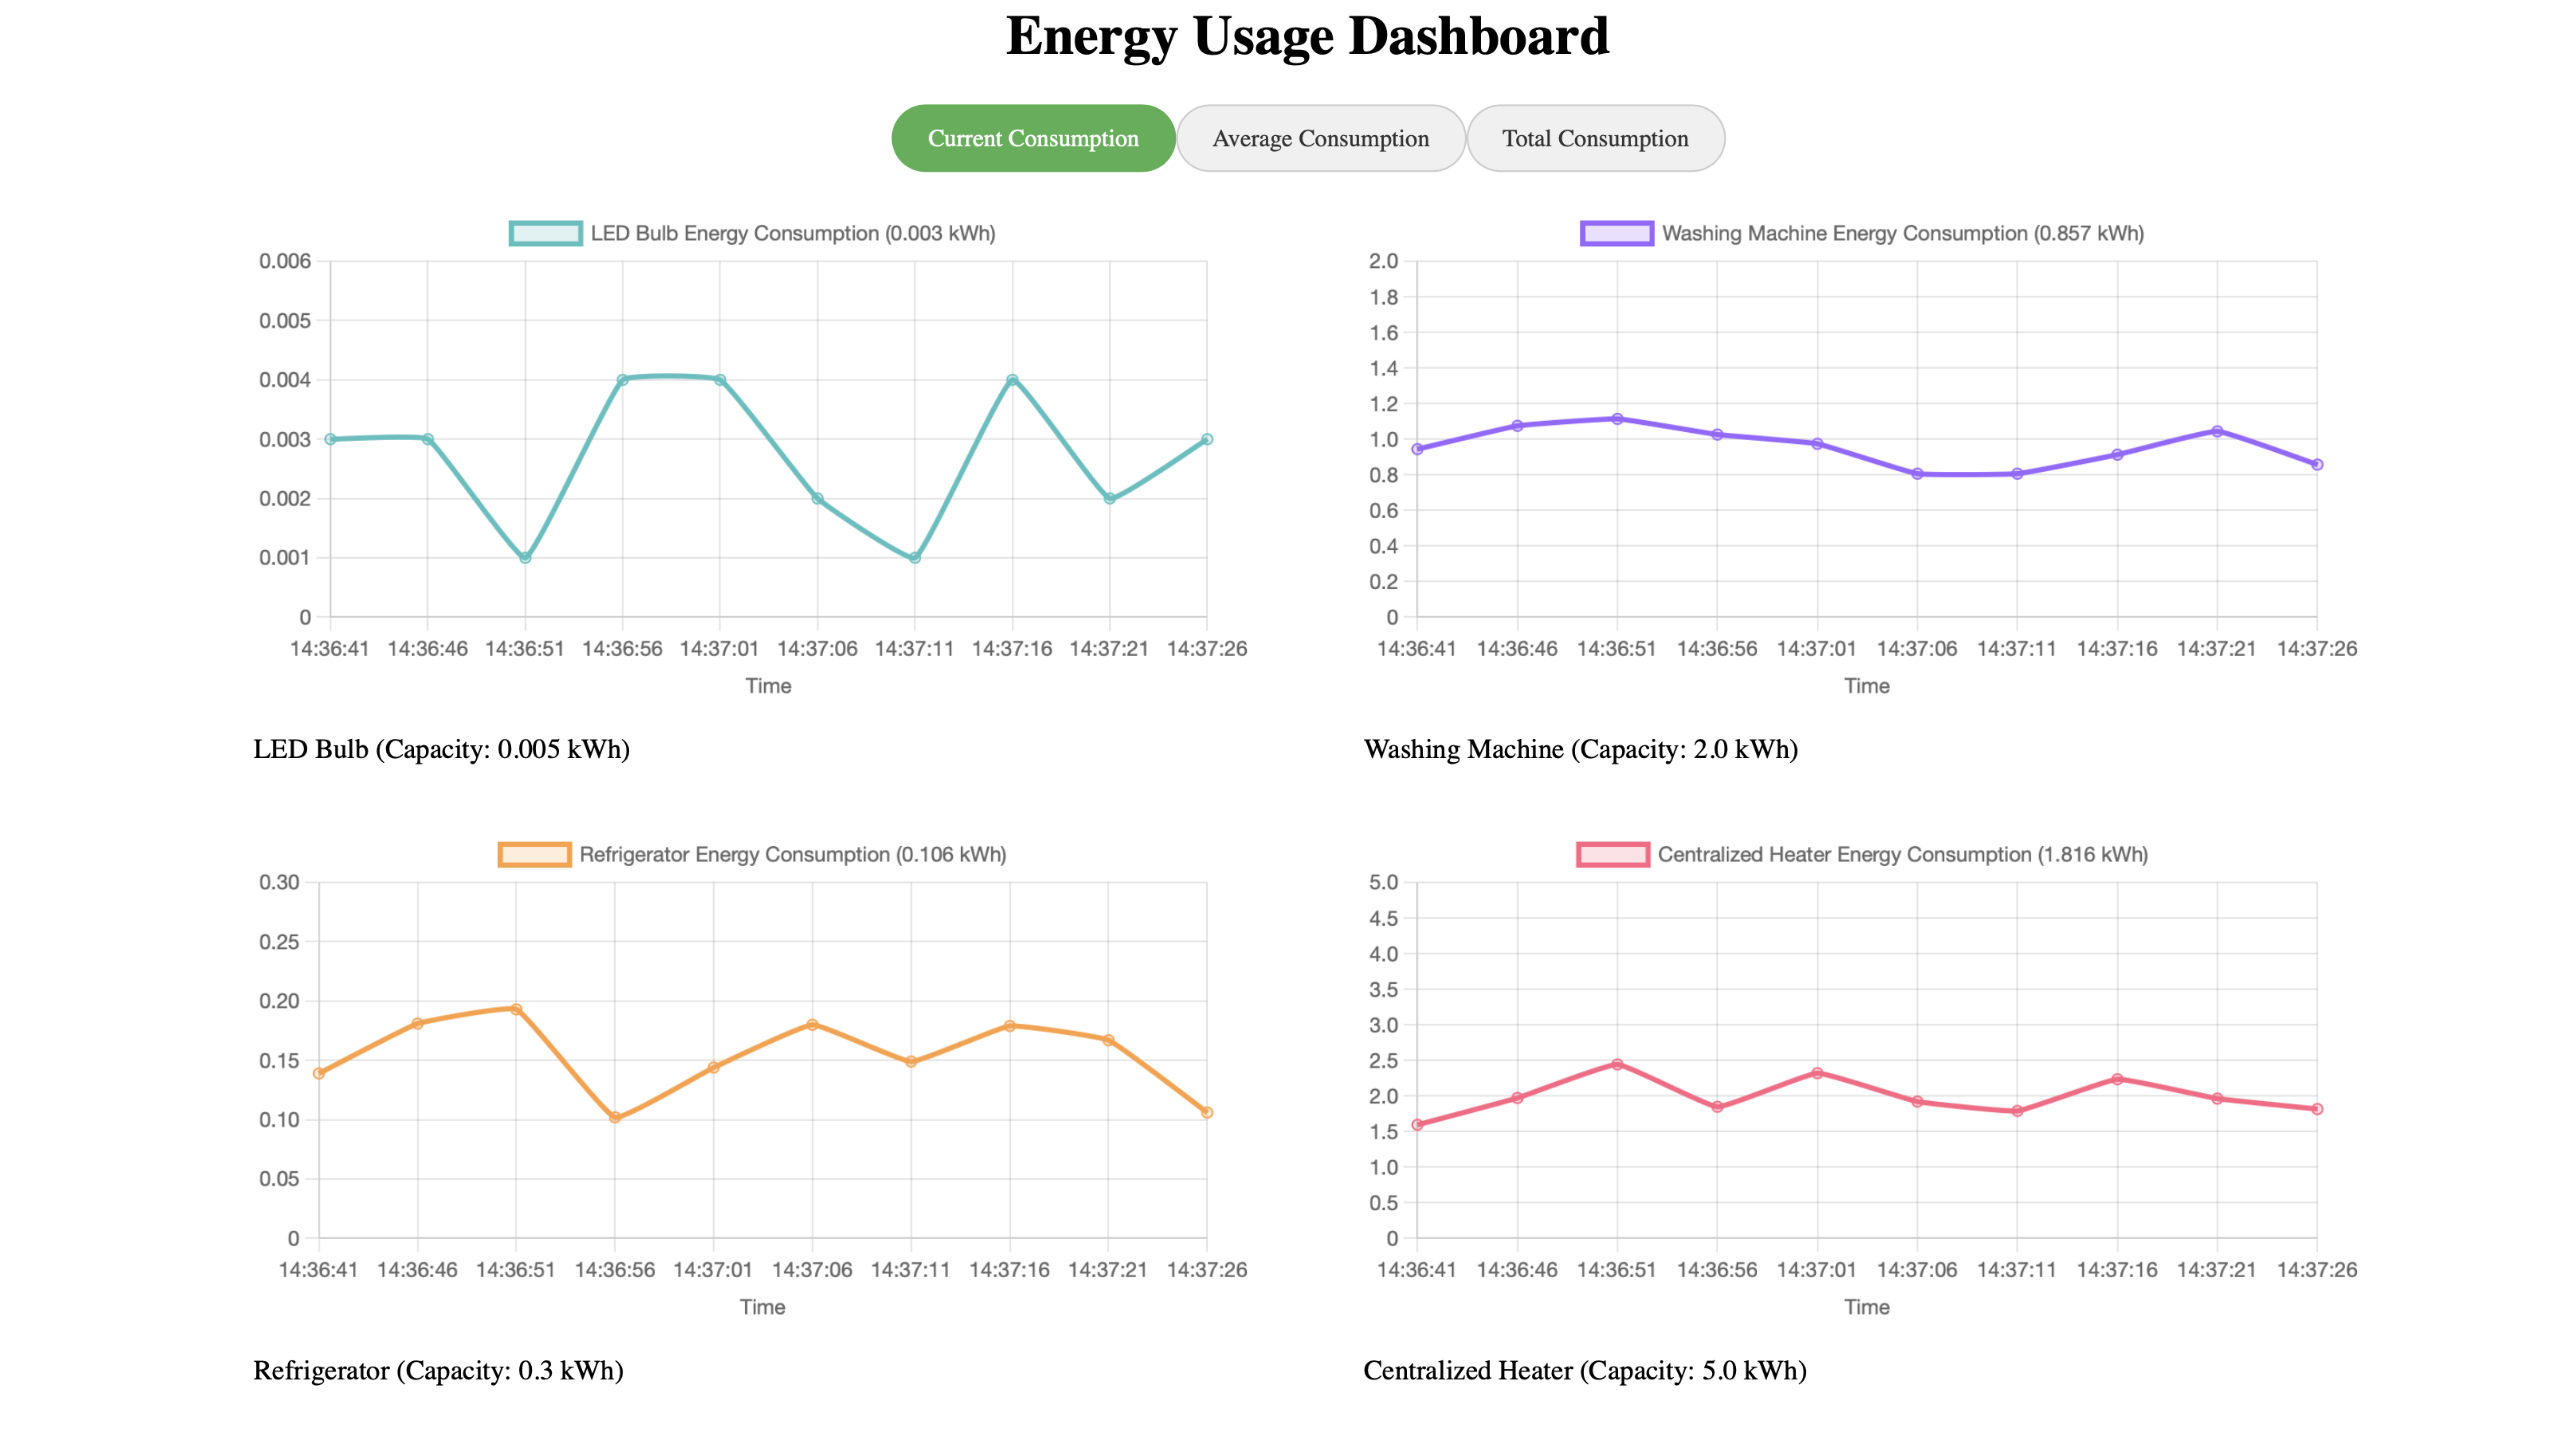 Energy Usage Dashboard
Current Consumption Average Consumption Total Consumption
LED Bulb Energy Consumption (0.003 kWh)
0.006
0.005
0.004
0.003
0.002
0.001
0
14:36:41 14:36:46 14:36:51 14:36:56 14:37:01 14:37:06 14:37:11 14:37:16 14:37:21 14:37:26
Time
LED Bulb (Capacity: 0.005 kWh)
Washing Machine Energy Consumption (0.857 kWh)
2.0
1.8
1.6
1.4
1.2
1.0
0.8
0.6
0.4
0.2
0
14:36:41 14:36:46 14:36:51 14:36:56 14:37:01 14:37:06 14:37:11 14:37:16 14:37:21 14:37:26
Time
Washing Machine (Capacity: 2.0 kWh)
Refrigerator Energy Consumption (0.106 kWh)
0.30
0.25
0.20
0.15
0.10
0.05
0
14:36:41 14:36:46 14:36:51 14:36:56 14:37:01 14:37:06 14:37:11 14:37:16 14:37:21 14:37:26
Time
Refrigerator (Capacity: 0.3 kWh)
Centralized Heater Energy Consumption (1.816 kWh)
5.0
4.5
4.0
3.5
3.0
2.5
2.0
1.5
1.0
0.5
0
14:36:41 14:36:46 14:36:51 14:36:56 14:37:01 14:37:06 14:37:11 14:37:16 14:37:21 14:37:26
Time
Centralized Heater (Capacity: 5.0 kWh)